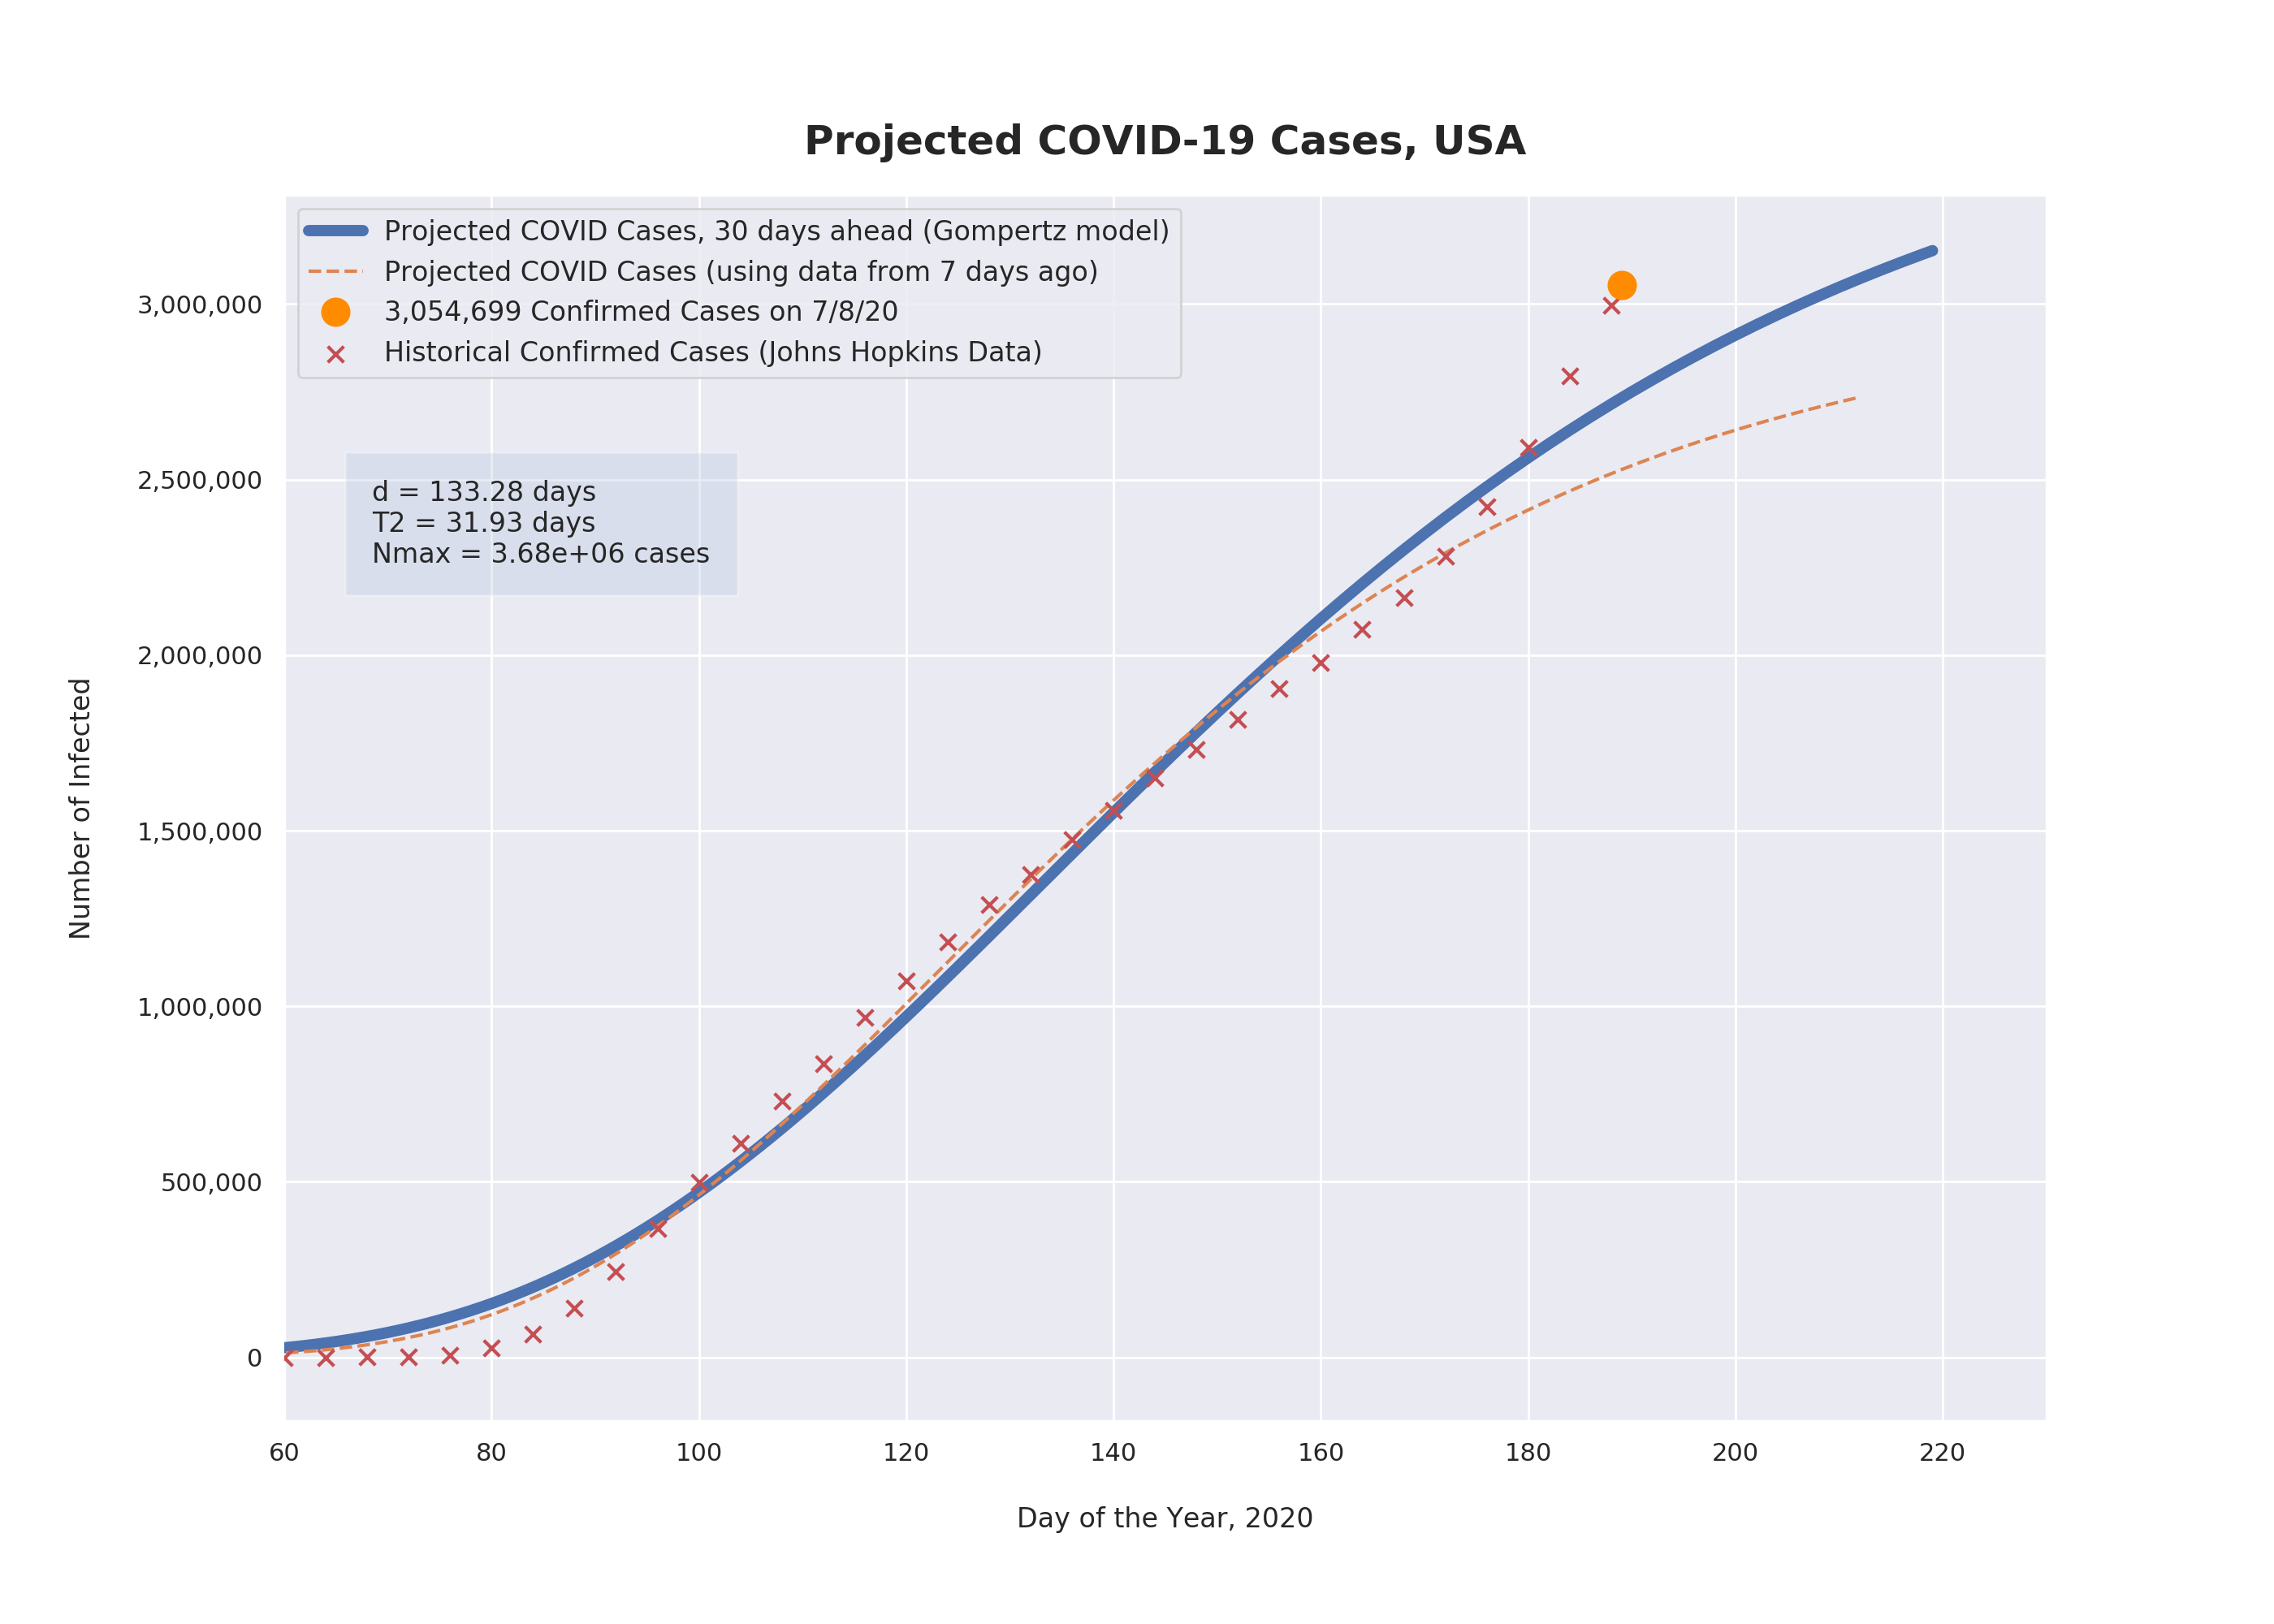 Projected COVID-19 Cases, USA
Projected COVID Cases, 30 days ahead (Gompertz model)
Projected COVID Cases (using data from 7 days ago)
3,054,699 Confirmed Cases on 7/8/20
Historical Confirmed Cases (Johns Hopkins Data)
d = 133.28 days
T2 = 31.93 days
Nmax = 3.68e+06 cases
Number of Infected
3,000,000
2,500,000
2,000,000
1,500,000
1,000,000
500,000
0
60 80 100 120 140 160 180 200 220
Day of the Year, 2020